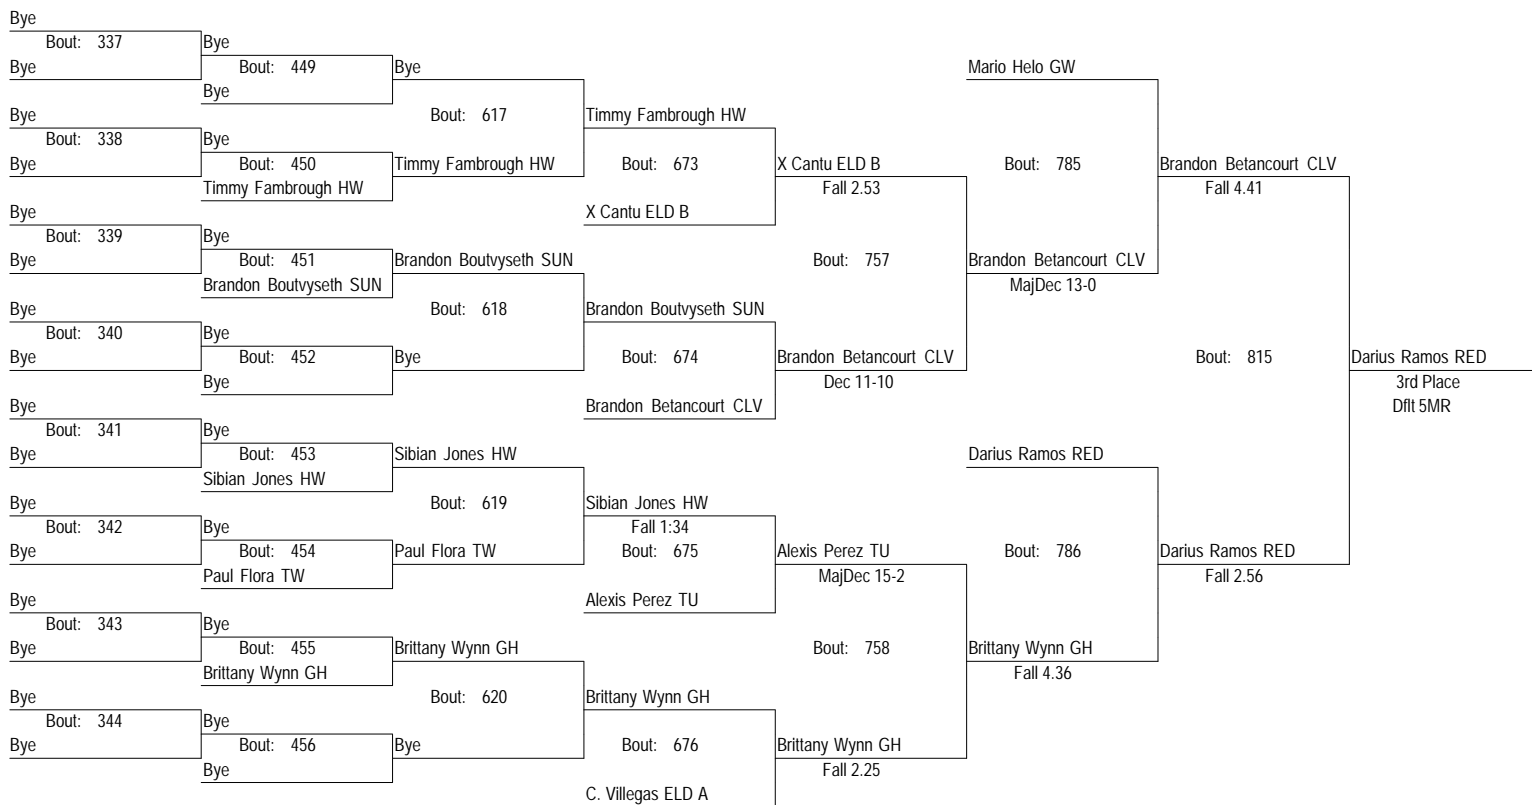 Bye
Bout: 337
Bye
Bye
Bout: 449
Bye
Bye
Bout: 338
Bye
Bye
Bout: 450
Timmy Fambrough HW
Bye
Bout: 617
Timmy Fambrough HW
Bye
Bout: 339
Bye
Bye
Bout: 451
Brandon Boutvyseth SUN
Bye
Bout: 340
Bye
Bye
Bout: 452
Bye
Brandon Boutvyseth SUN
Bout: 618
Bye
Timmy Fambrough HW
Bout: 673
X Cantu ELD B
Brandon Boutvyseth SUN
Bout: 674
Brandon Betancourt CLV
X Cantu ELD B
Fall 2.53
Bout: 757
Brandon Betancourt CLV
Dec 11-10
Bye
Bout: 341
Bye
Bye
Bout: 453
Sibian Jones HW
Bye
Bout: 342
Bye
Bye
Bout: 454
Paul Flora TW
Sibian Jones HW
Bout: 619
Paul Flora TW
Bye
Bout: 343
Bye
Bye
Bout: 455
Brittany Wynn GH
Bye
Bout: 344
Bye
Bye
Bout: 456
Bye
Brittany Wynn GH
Bout: 620
Bye
Sibian Jones HW
Fall 1:34
Bout: 675
Alexis Perez TU
Brittany Wynn GH
Bout: 676
C. Villegas ELD A
Alexis Perez TU
MajDec 15-2
Bout: 758
Brittany Wynn GH
Fall 2.25
Mario Helo GW
Bout: 785
Brandon Betancourt CLV
MajDec 13-0
Darius Ramos RED
Bout: 786
Brittany Wynn GH
Fall 4.36
Brandon Betancourt CLV
Fall 4.41
Bout: 815
Darius Ramos RED
Fall 2.56
Darius Ramos RED
3rd Place
Dflt 5MR